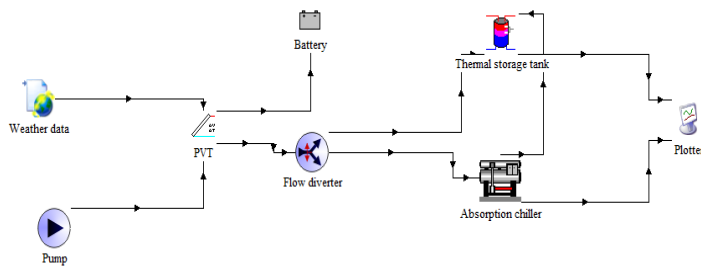 Battery
Thermal storage tank
Weather data
PVT
Flow diverter
Plotte
Absorption chiller
Pump